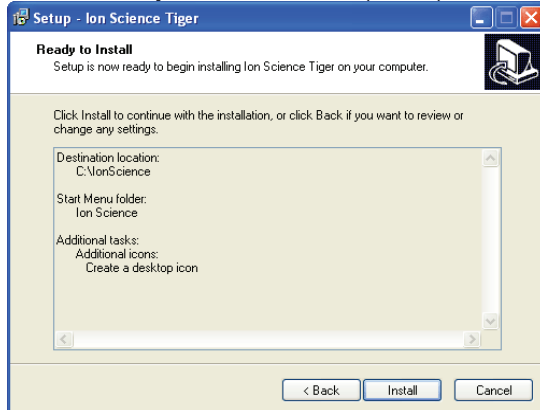 Setup - Ion Science Tiger
Ready to Install
Setup is now ready to begin installing Ion Science Tiger on your computer.
Click Install to continue with the installation, or click Back if you want to review or
change any settings.
Destination location:
C:\IonScience
Start Menu folder:
Ion Science
Additional tasks:
Additional icons:
Create a desktop icon
< Back
Install
Cancel